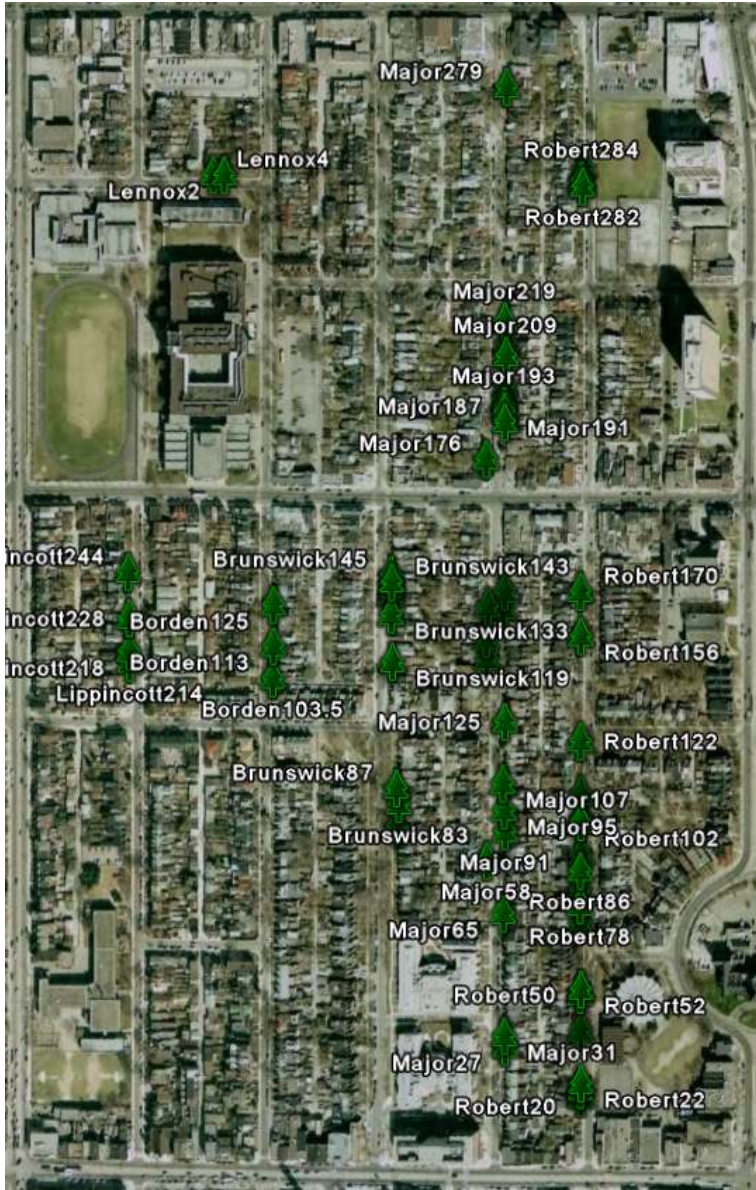 Major279
Lennox4
Robert284
Lennox2
Robert282
Major219
Major209
Major193
Major187
Major191
Major176
incott244
Brunswick145
Brunswick143
Robert170
incott228
Borden125
Brunswick133
Robert156
incott218
Borden113
Brunswick119
Lippincott214
Borden103.5
Major125
Robert122
Brunswick87
Major107
Major95
Brunswick83
Robert102
Major91
Major58
Robert86
Major65
Robert78
Robert50
Robert52
Major27
Major31
Robert20
Robert22